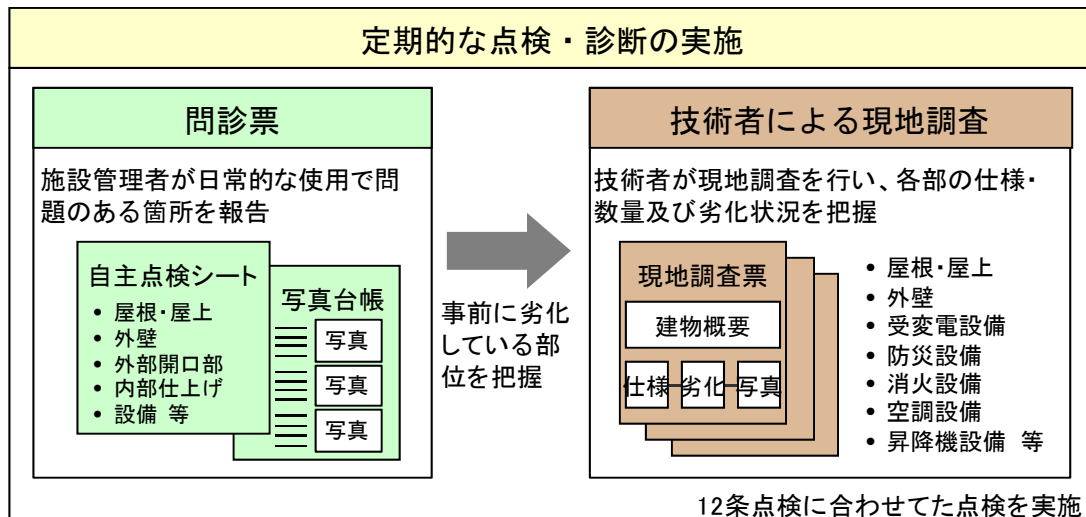 定期的な点検・診断の実施
問診票
施設管理者が日常的な使用で問
題のある箇所を報告
自主点検シート
• 屋根・屋上
• 外壁
• 外部開口部
• 内部仕上げ
• 設備 等
写真台帳
写真
写真
写真
事前に劣化
している部
位を把握
技術者による現地調査
技術者が現地調査を行い、各部の仕様・
数量及び劣化状況を把握
現地調査票
建物概要
仕様 劣化 写真
• 屋根・屋上
• 外壁
• 受変電設備
• 防災設備
• 消火設備
• 空調設備
• 昇降機設備 等
12条点検に合わせてた点検を実施